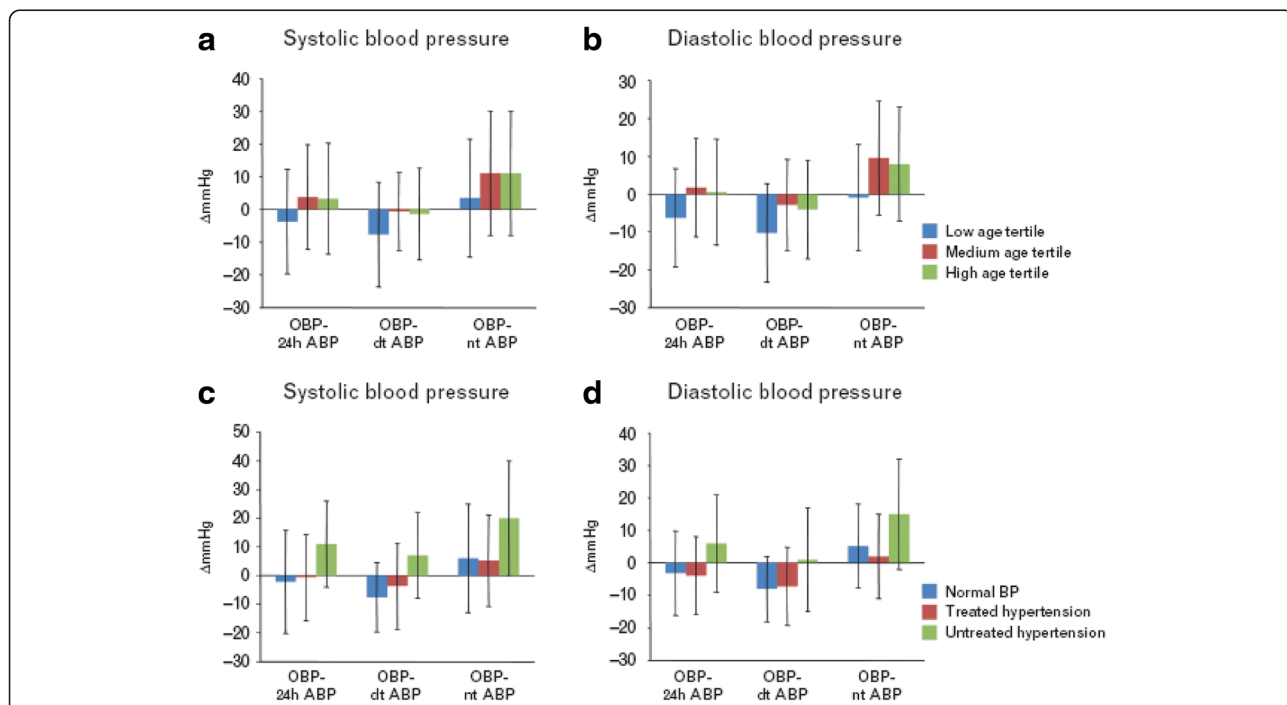 a
Systolic blood pressure
ΔmmHg
40
30
20
10
0
–10
–20
–30
OBP-
24h ABP
OBP-
dt ABP
OBP-
nt ABP
b
Diastolic blood pressure
ΔmmHg
30
20
10
0
–10
–20
–30
OBP-
24h ABP
OBP-
dt ABP
OBP-
nt ABP
Low age tertile
Medium age tertile
High age tertile
c
Systolic blood pressure
ΔmmHg
50
40
30
20
10
0
–10
–20
–30
OBP-
24h ABP
OBP-
dt ABP
OBP-
nt ABP
d
Diastolic blood pressure
ΔmmHg
40
30
20
10
0
–10
–20
–30
OBP-
24h ABP
OBP-
dt ABP
OBP-
nt ABP
Normal BP
Treated hypertension
Untreated hypertension